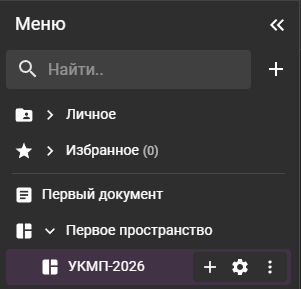 Меню
Найти..
Личное
Избранное (0)
Первый документ
Первое пространство
УКМП-2026